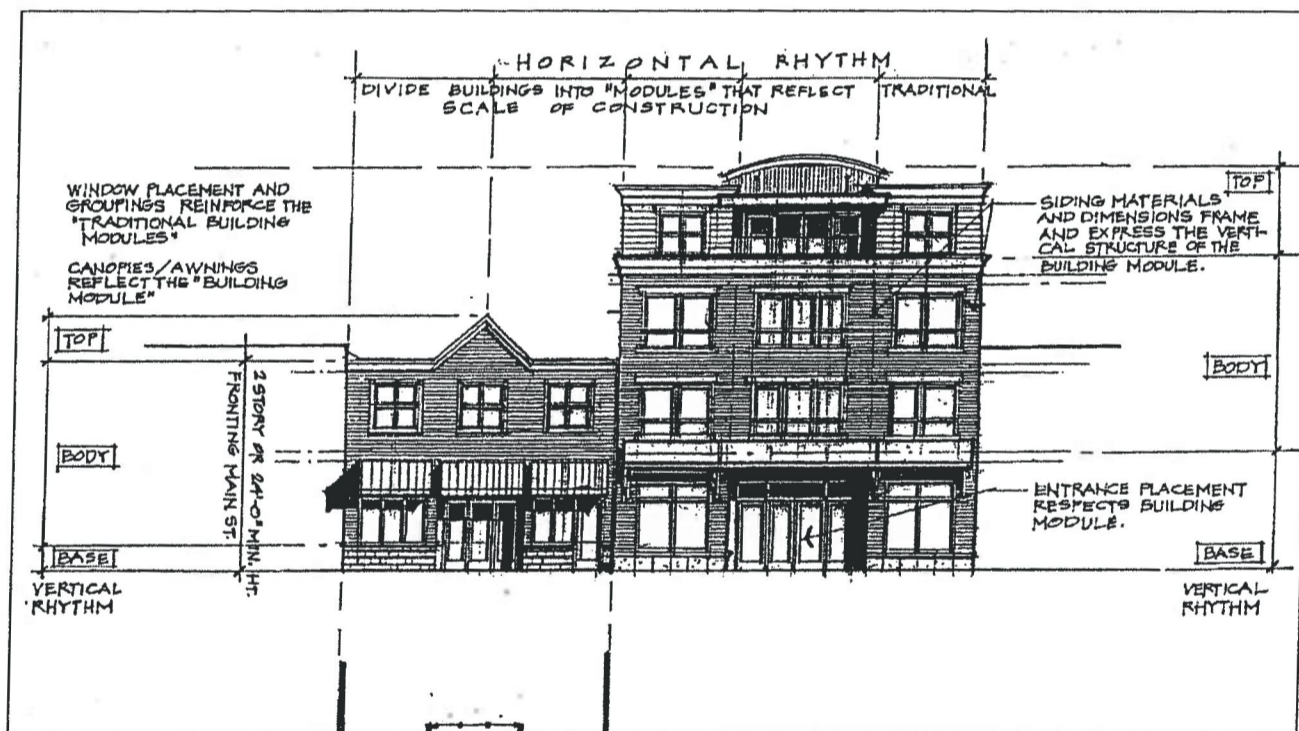 HORIZONTAL RHYTHM
DIVIDE BUILDINGS INTO "MODULES" THAT REFLECT TRADITIONAL
SCALE OF CONSTRUCTION
WINDOW PLACEMENT AND
GROUPINGS REINFORCE THE
"TRADITIONAL BUILDING
MODULES"
CANOPIES/AWNINGS
REFLECT THE "BUILDING
MODULE"
TOP
BODY
BASE
VERTICAL
RHYTHM
2 STORY OR 24'-0" MIN. HT.
FRONTING MAIN ST.
TOP
SIDING MATERIALS
AND DIMENSIONS FRAME
AND EXPRESS THE VERTI-
CAL STRUCTURE OF THE
BUILDING MODULE.
BODY
ENTRANCE PLACEMENT
RESPECTS BUILDING
MODULE.
BASE
VERTICAL
RHYTHM